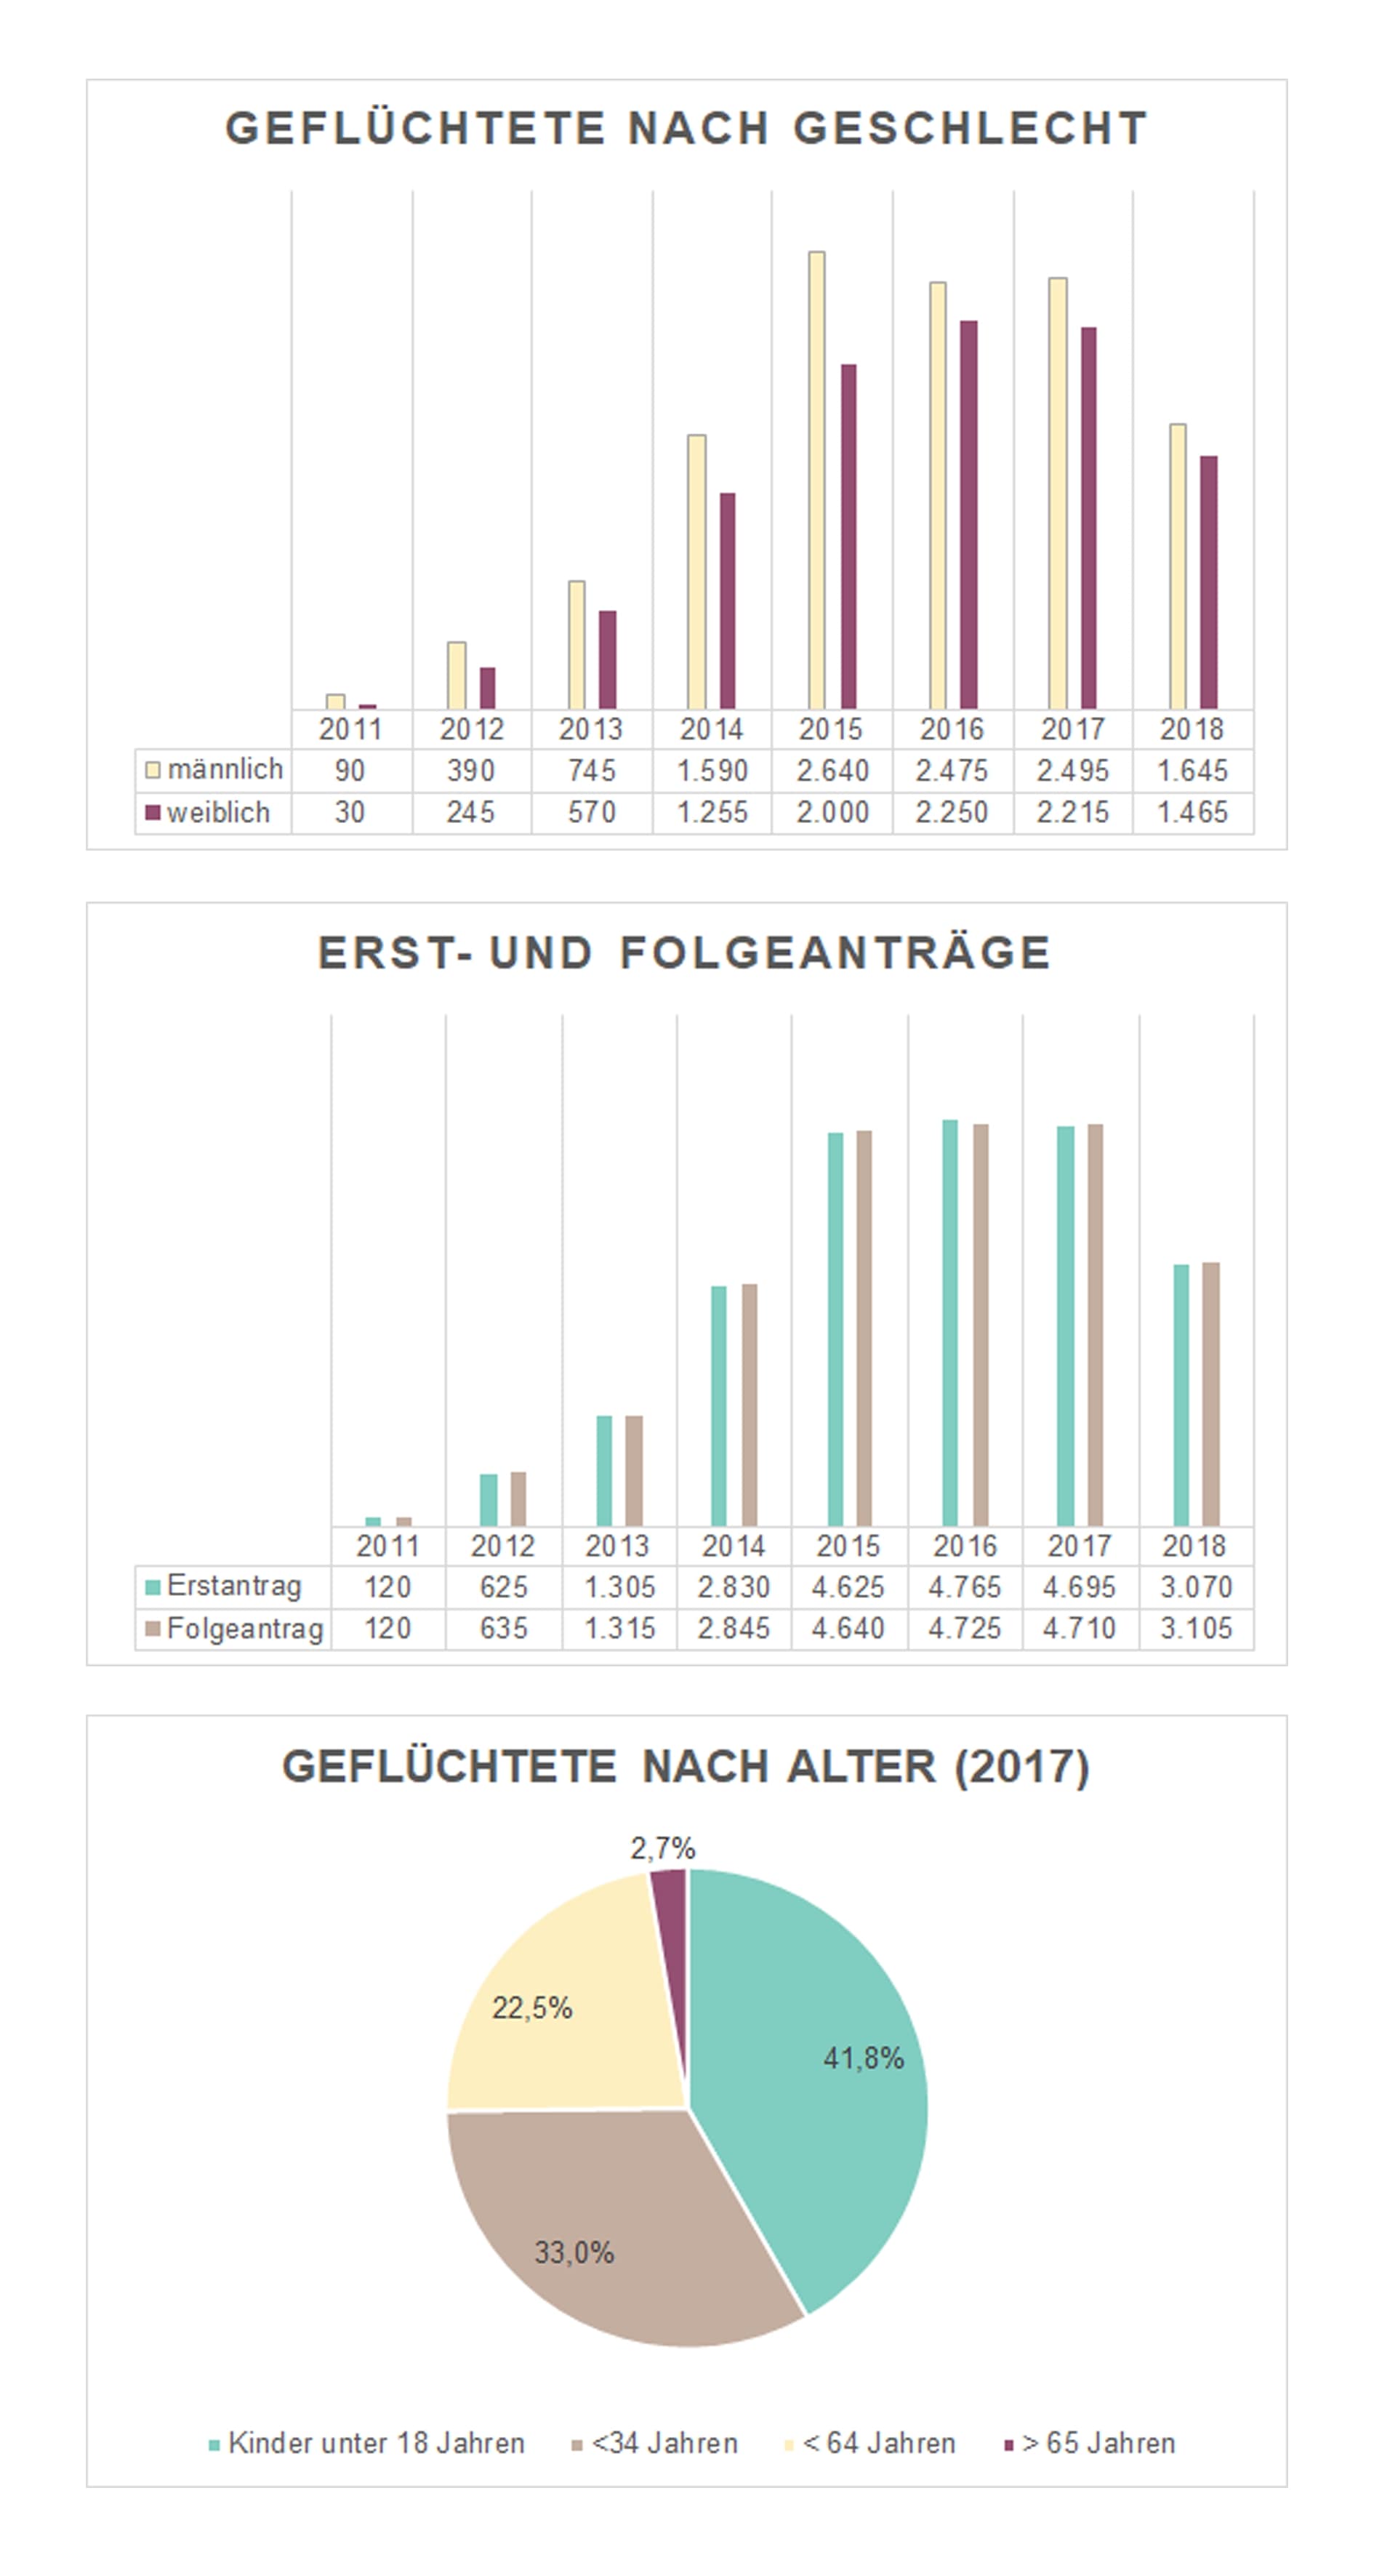 GEFLÜCHTETE NACH GESCHLECHT
2011 2012 2013 2014 2015 2016 2017 2018
männlich 90 390 745 1.590 2.640 2.475 2.495 1.645
weiblich 30 245 570 1.255 2.000 2.250 2.215 1.465
ERST- UND FOLGEANTRÄGE
2011 2012 2013 2014 2015 2016 2017 2018
Erstantrag 120 625 1.305 2.830 4.625 4.765 4.695 3.070
Folgeantrag 120 635 1.315 2.845 4.640 4.725 4.710 3.105
GEFLÜCHTETE NACH ALTER (2017)
2,7%
22,5%
41,8%
33,0%
Kinder unter 18 Jahren <34 Jahren < 64 Jahren > 65 Jahren